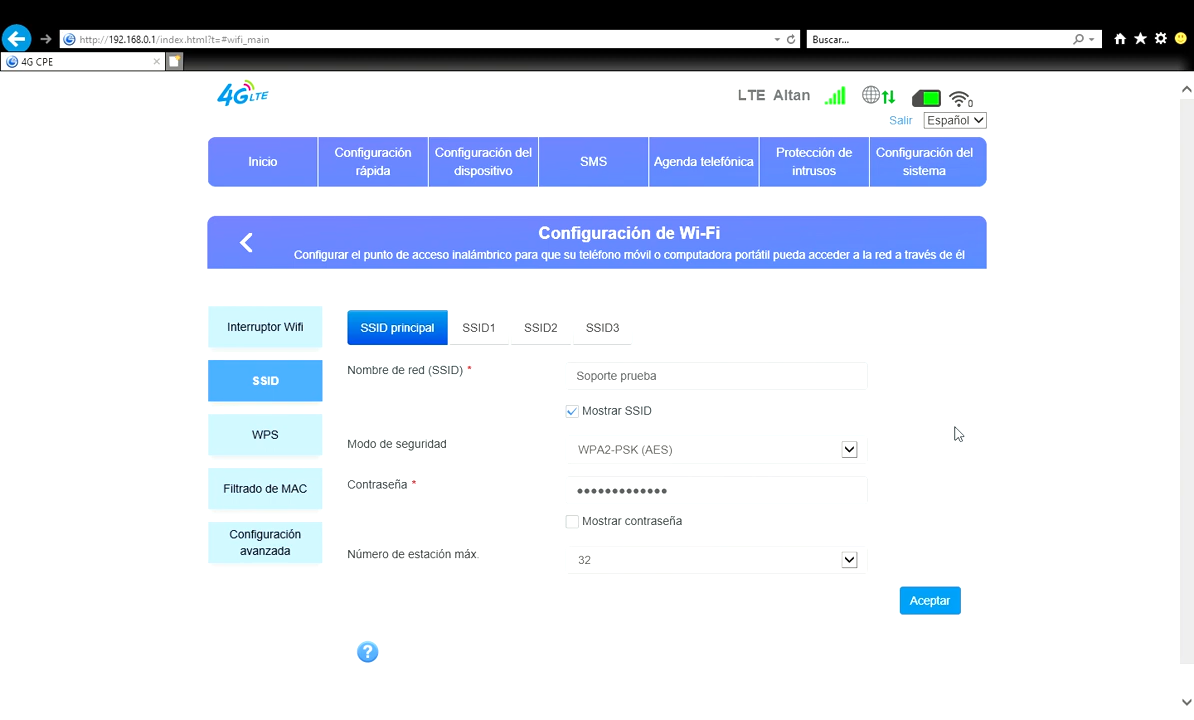 http://192.168.0.1/index.html?t=#wifi_main
Buscar...
4G CPE
4G LTE
LTE Altan
0
Salir
Español
Inicio
Configuración rápida
Configuración del dispositivo
SMS
Agenda telefónica
Protección de intrusos
Configuración del sistema
Configuración de Wi-Fi
Configurar el punto de acceso inalámbrico para que su teléfono móvil o computadora portátil pueda acceder a la red a través de él
Interruptor Wifi
SSID
WPS
Filtrado de MAC
Configuración avanzada
SSID principal
SSID1
SSID2
SSID3
Nombre de red (SSID) *
Soporte prueba
Mostrar SSID
Modo de seguridad
WPA2-PSK (AES)
Contraseña *
•••••••••••••
Mostrar contraseña
Número de estación máx.
32
Aceptar
?